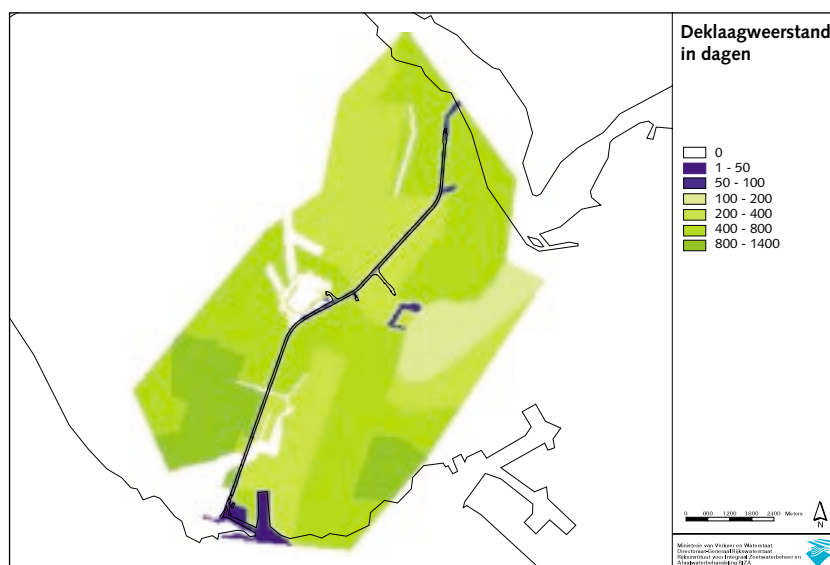 Deklaagweerstand
in dagen
0
1 - 50
50 - 100
100 - 200
200 - 400
400 - 800
800 - 1400
0 600 1200 1800 2400 Meters
N
Ministerie van Verkeer en Waterstaat
Directoraat-Generaal Rijkswaterstaat
Rijksinstituut voor Integraal Zoetwaterbeheer en
Afvalwaterbehandeling RIZA